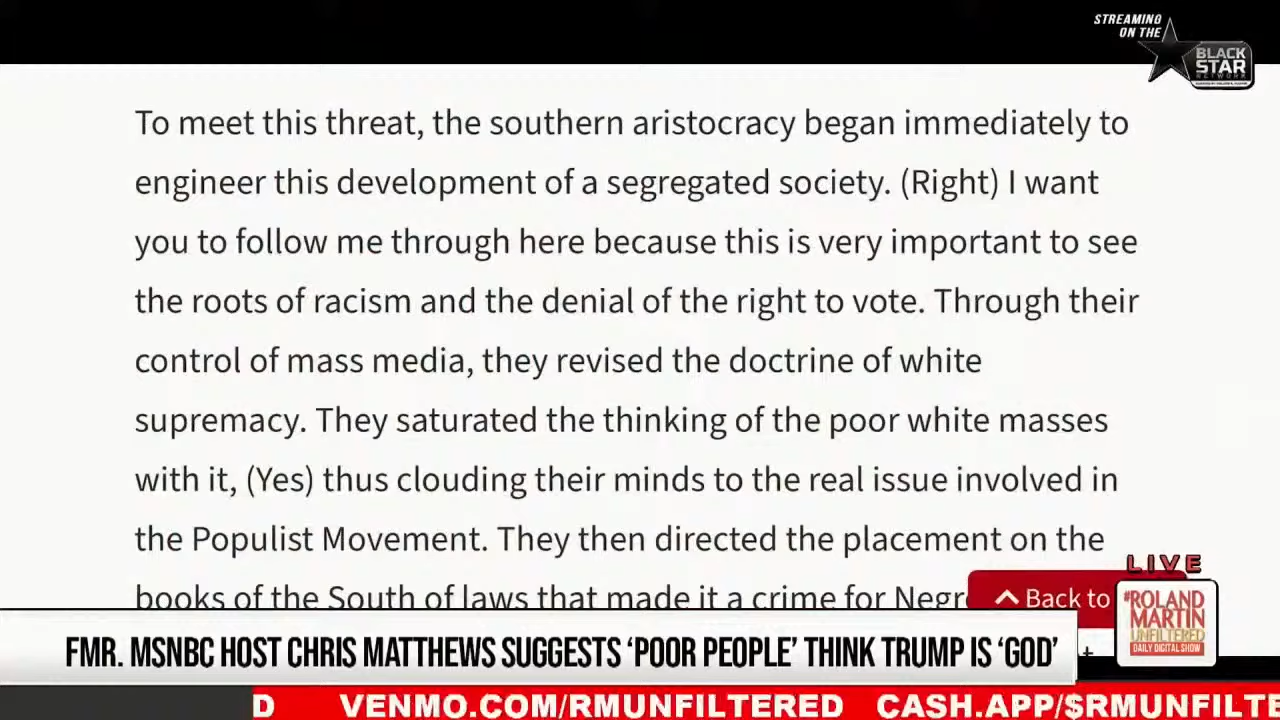 STREAMING
ON THE
BLACK
STAR
NETWORK
To meet this threat, the southern aristocracy began immediately to
engineer this development of a segregated society. (Right) I want
you to follow me through here because this is very important to see
the roots of racism and the denial of the right to vote. Through their
control of mass media, they revised the doctrine of white
supremacy. They saturated the thinking of the poor white masses
with it, (Yes) thus clouding their minds to the real issue involved in
the Populist Movement. They then directed the placement on the
books of the South of laws that made it a crime for Negr
Back to
LIVE
#ROLAND
MARTIN
UNFILTERED
DAILY DIGITAL SHOW
FMR. MSNBC HOST CHRIS MATTHEWS SUGGESTS ‘POOR PEOPLE’ THINK TRUMP IS ‘GOD’
D VENMO.COM/RMUNFILTERED CASH.APP/$RMUNFILTE